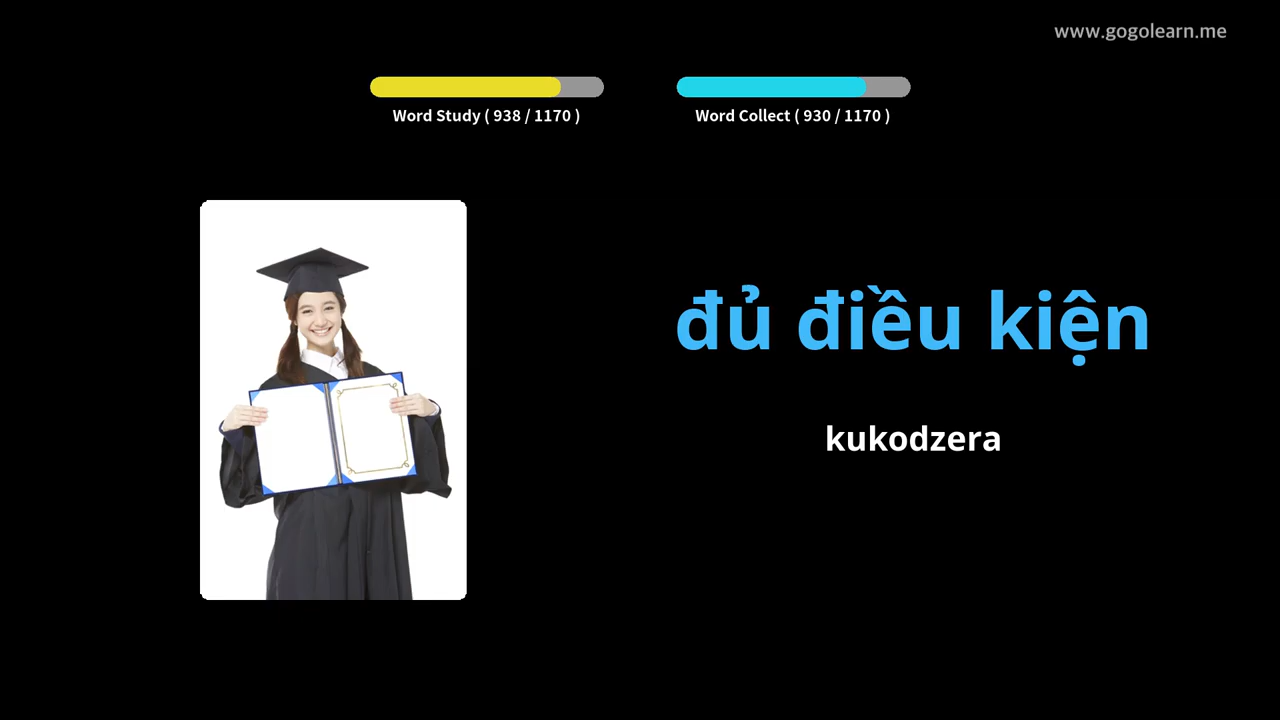 www.gogolearn.me
Word Study ( 938 / 1170 )
Word Collect ( 930 / 1170 )
đủ điều kiện
kukodzera